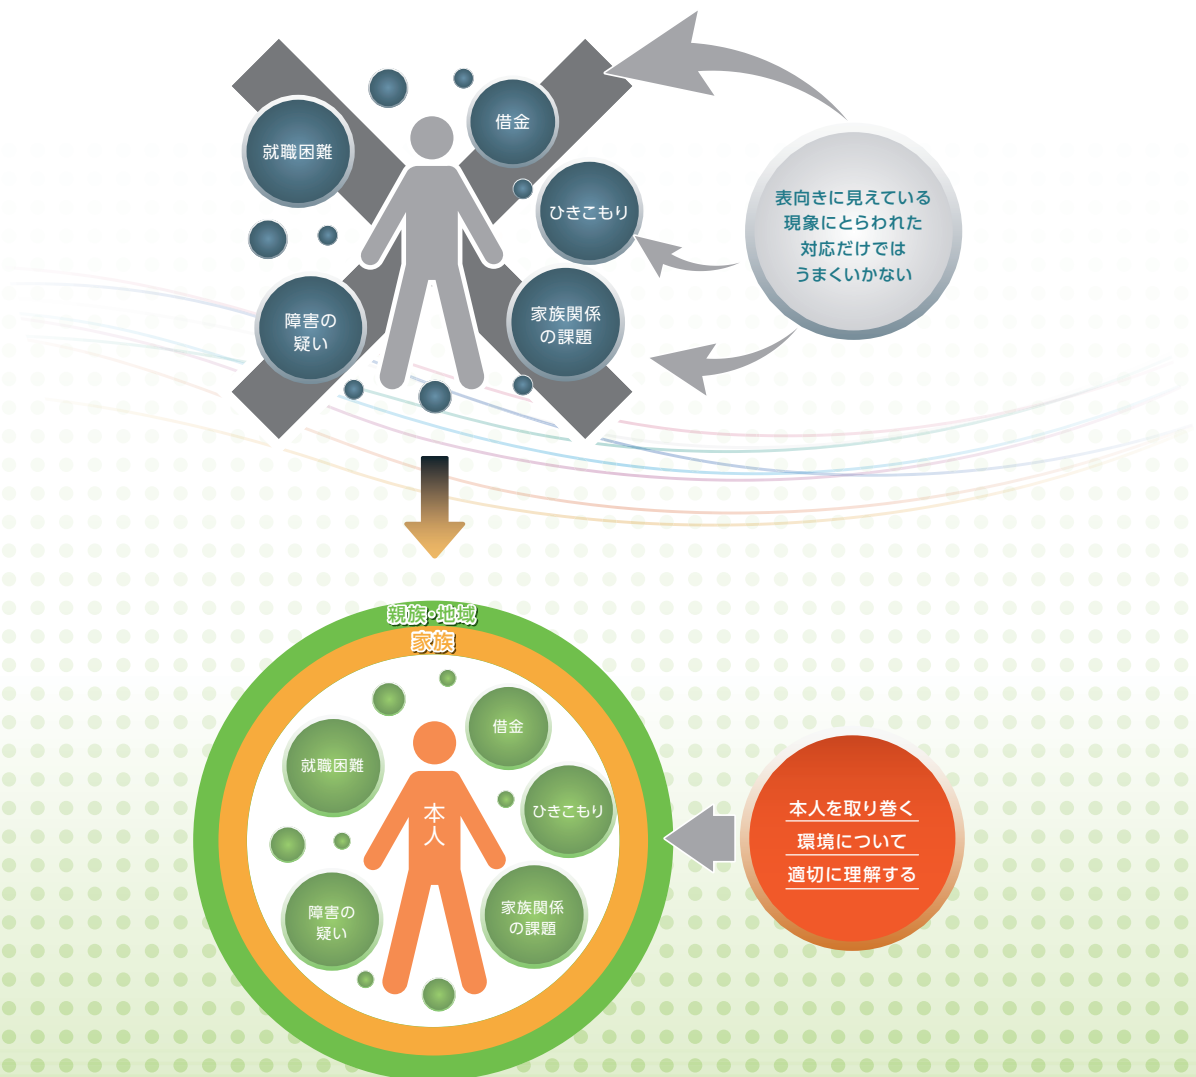 借金
就職困難
ひきこもり
障害の
疑い
家族関係
の課題
表向きに見えている
現象にとらわれた
対応だけでは
うまくいかない
親族・地域
家族
借金
就職困難
ひきこもり
本
人
障害の
疑い
家族関係
の課題
本人を取り巻く
環境について
適切に理解する